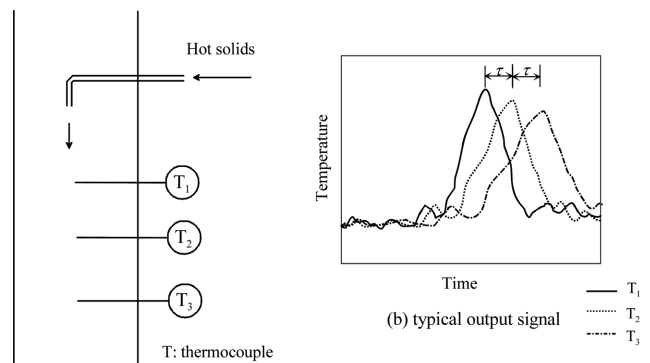 Hot solids
T1
T2
T3
T: thermocouple
τ τ
Temperature
Time
(b) typical output signal
T1
T2
T3